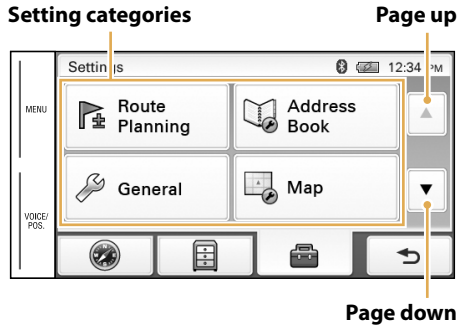 Setting categories
Page up
Settings
12:34 PM
MENU
Route
Planning
Address
Book
General
Map
VOICE/
POS.
Page down